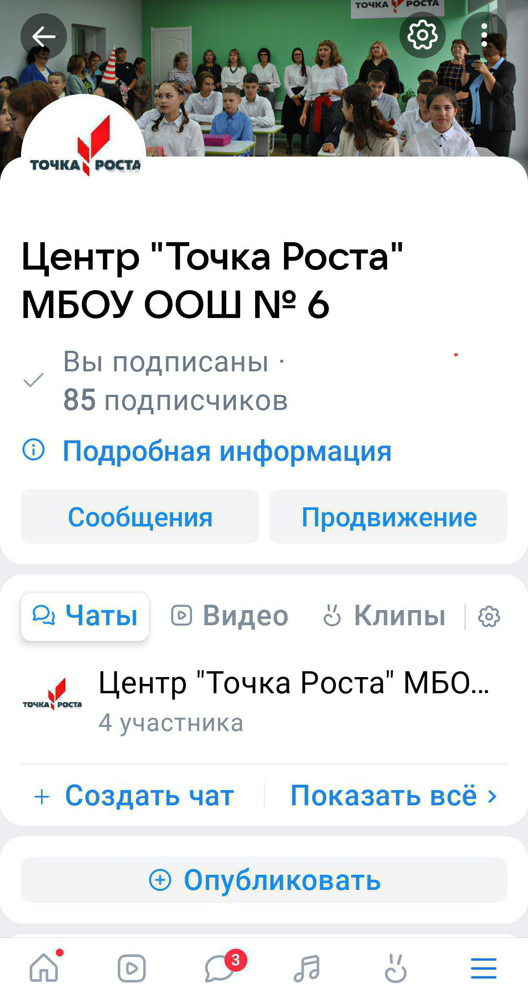 ТОЧКА РОСТА
ТОЧКА РОСТА
Центр "Точка Роста"
МБОУ ООШ № 6
Вы подписаны ·
85 подписчиков
Подробная информация
Сообщения
Продвижение
Чаты
Видео
Клипы
Центр "Точка Роста" МБО...
ТОЧКА РОСТА
4 участника
Создать чат
Показать всё
Опубликовать
3